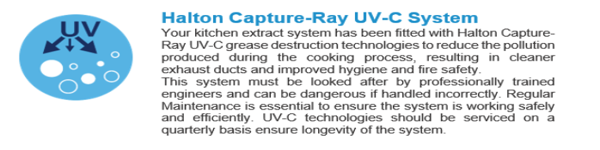 UV
Halton Capture-Ray UV-C System
Your kitchen extract system has been fitted with Halton Capture-
Ray UV-C grease destruction technologies to reduce the pollution
produced during the cooking process, resulting in cleaner
exhaust ducts and improved hygiene and fire safety.
This system must be looked after by professionally trained
engineers and can be dangerous if handled incorrectly. Regular
Maintenance is essential to ensure the system is working safely
and efficiently. UV-C technologies should be serviced on a
quarterly basis ensure longevity of the system.